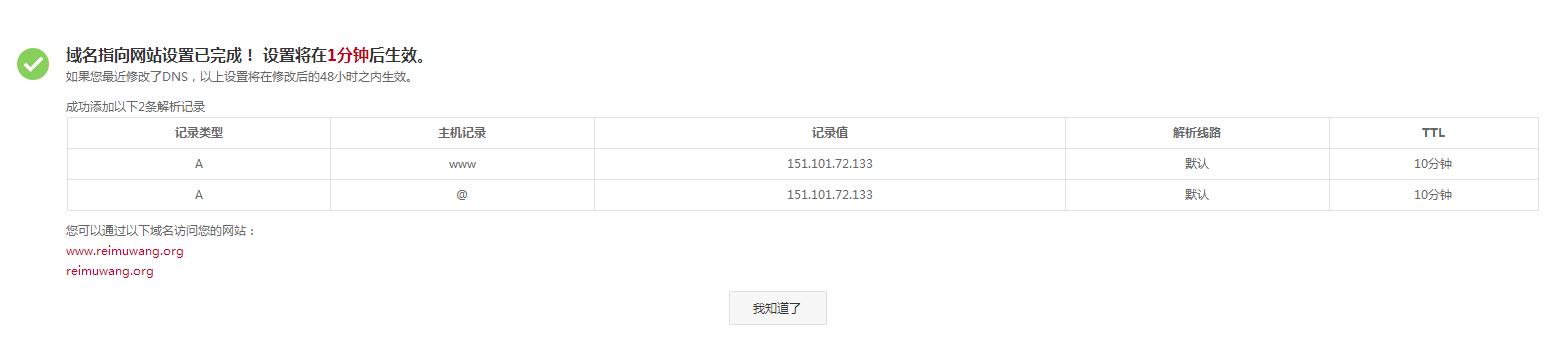 域名指向网站设置已完成！ 设置将在1分钟后生效。
如果您最近修改了DNS，以上设置将在修改后的48小时之内生效。
成功添加以下2条解析记录
记录类型 主机记录 记录值 解析线路 TTL
A www 151.101.72.133 默认 10分钟
A @ 151.101.72.133 默认 10分钟
您可以通过以下域名访问您的网站：
www.reimuwang.org
reimuwang.org
我知道了